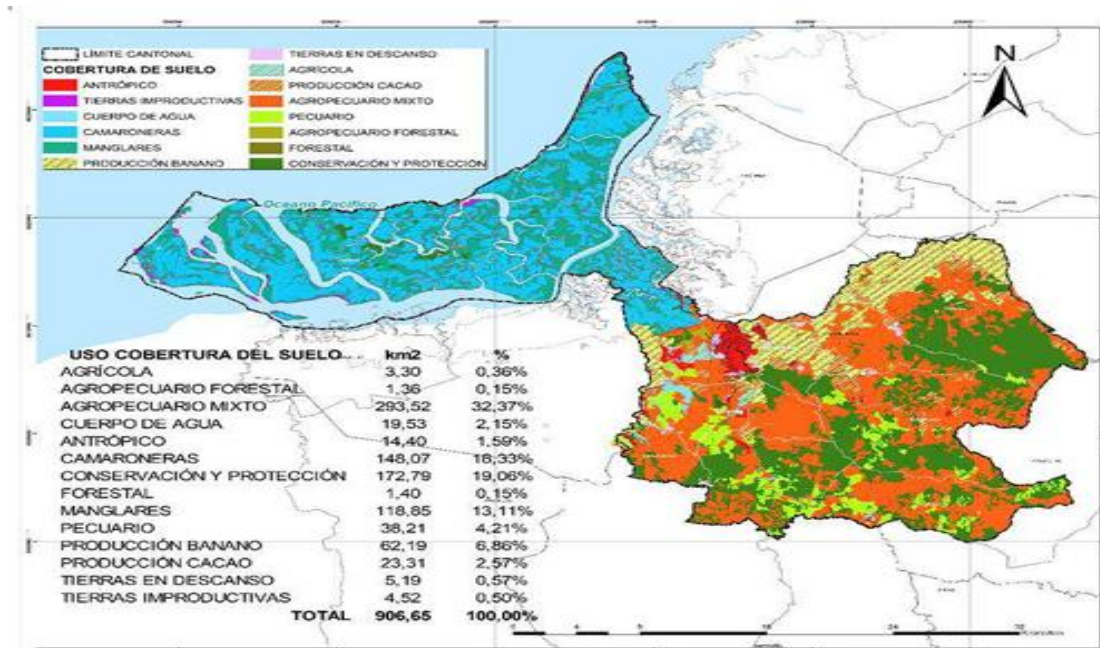 LÍMITE CANTONAL
COBERTURA DE SUELO
ANTRÓPICO
TIERRAS IMPRODUCTIVAS
CUERPO DE AGUA
CAMARONERAS
MANGLARES
PRODUCCIÓN BANANO
TIERRAS EN DESCANSO
AGRÍCOLA
PRODUCCIÓN CACAO
AGROPECUARIO MIXTO
PECUARIO
AGROPECUARIO FORESTAL
FORESTAL
CONSERVACIÓN Y PROTECCIÓN
N
Oceano Pacífico
USO COBERTURA DEL SUELO km2 %
AGRÍCOLA 3,30 0,36%
AGROPECUARIO FORESTAL 1,36 0,15%
AGROPECUARIO MIXTO 293,52 32,37%
CUERPO DE AGUA 19,53 2,15%
ANTRÓPICO 14,40 1,59%
CAMARONERAS 148,07 16,33%
CONSERVACIÓN Y PROTECCIÓN 172,79 19,06%
FORESTAL 1,40 0,15%
MANGLARES 118,85 13,11%
PECUARIO 38,21 4,21%
PRODUCCIÓN BANANO 62,19 6,86%
PRODUCCIÓN CACAO 23,31 2,57%
TIERRAS EN DESCANSO 5,19 0,57%
TIERRAS IMPRODUCTIVAS 4,52 0,50%
TOTAL 906,65 100,00%